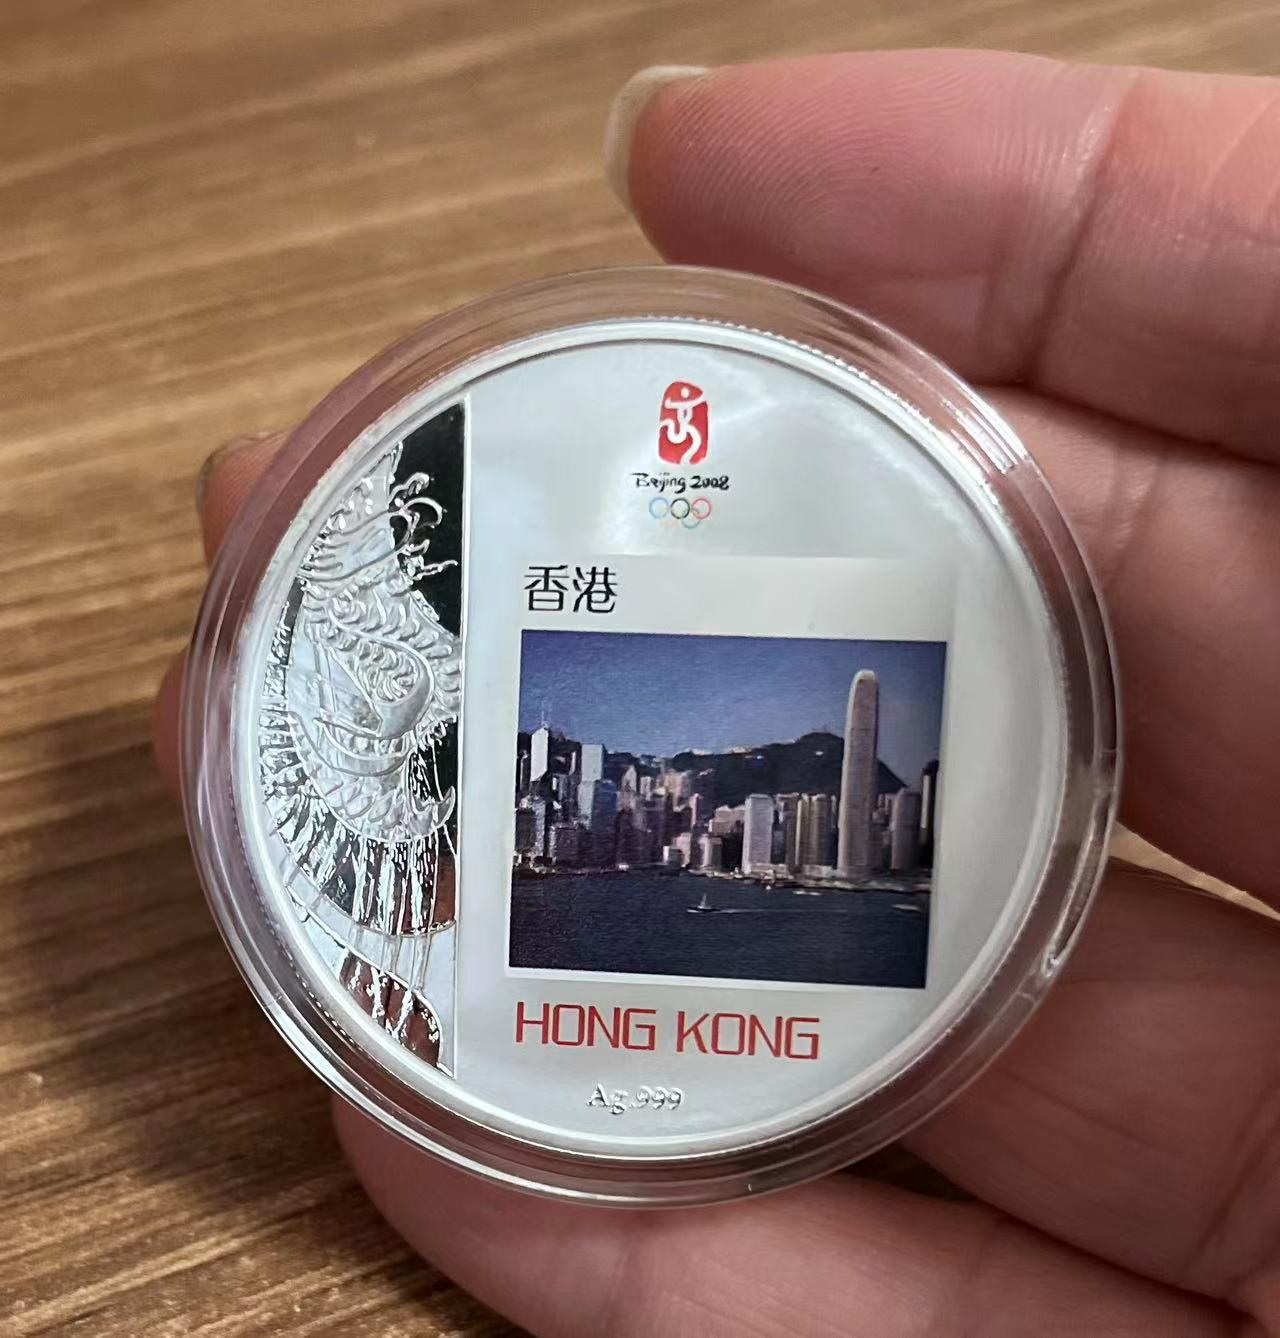 Beijing 2008
香港
HONG KONG
Ag.999